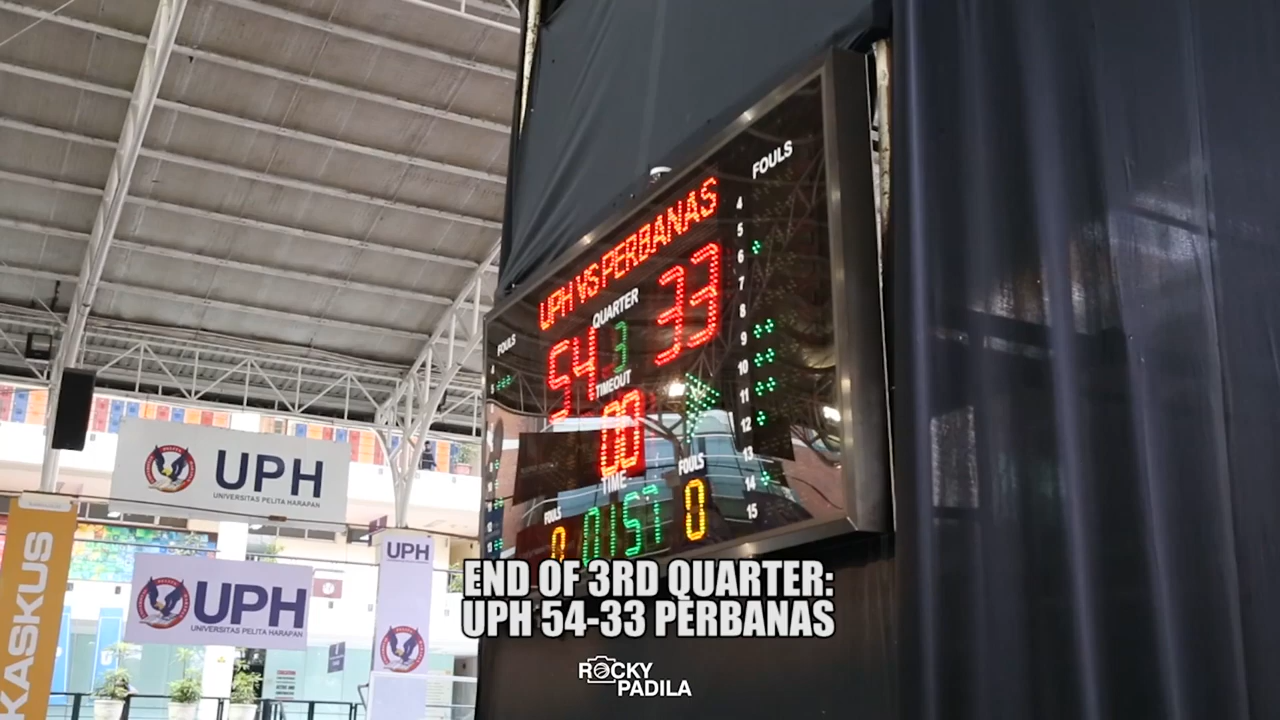 FOULS
UPH VS PERBANAS
QUARTER
FOULS
54 3 33
TIMEOUT
00
TIME
FOULS
FOULS
0 0157 0
4
5
6
7
8
9
10
11
12
13
14
15
UPH
UNIVERSITAS PELITA HARAPAN
KASKUS
UPH
UPH
UNIVERSITAS PELITA HARAPAN
END OF 3RD QUARTER:
UPH 54-33 PERBANAS
ROCKY
PADILA